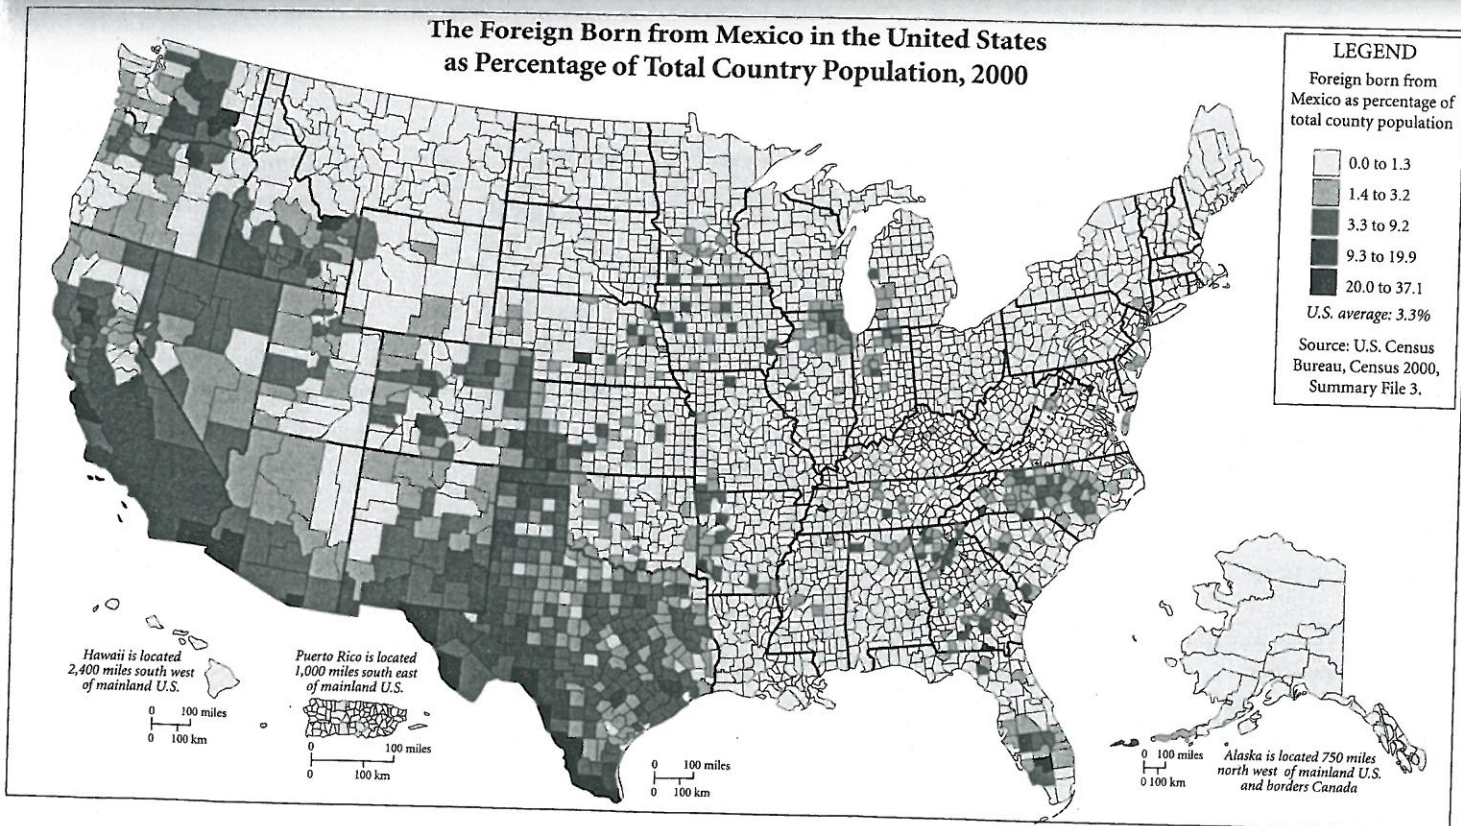 The Foreign Born from Mexico in the United States
as Percentage of Total Country Population, 2000
LEGEND
Foreign born from
Mexico as percentage of
total county population
0.0 to 1.3
1.4 to 3.2
3.3 to 9.2
9.3 to 19.9
20.0 to 37.1
U.S. average: 3.3%
Source: U.S. Census
Bureau, Census 2000,
Summary File 3.
Hawaii is located
2,400 miles south west
of mainland U.S.
0 100 miles
0 100 km
Puerto Rico is located
1,000 miles south east
of mainland U.S.
0 100 miles
0 100 km
0 100 miles
0 100 km
0 100 miles
0 100 km
Alaska is located 750 miles
north west of mainland U.S.
and borders Canada